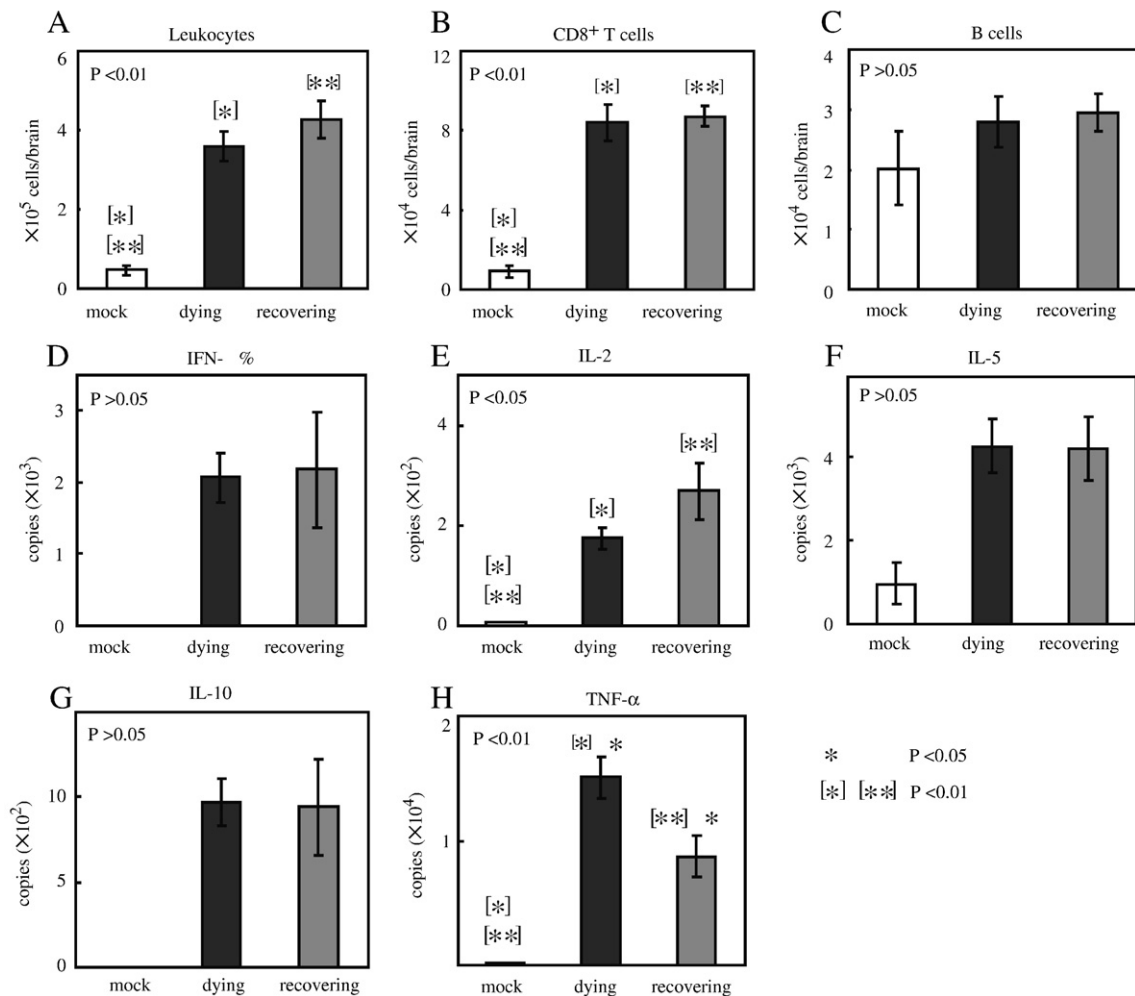 A
Leukocytes
P <0.01
×10⁵ cells/brain
6
4
2
0
[*]
[**]
[*]
[**]
mock dying recovering
B
CD8⁺ T cells
P <0.01
×10⁴ cells/brain
12
8
4
0
[*]
[**]
[*]
[**]
mock dying recovering
C
B cells
P >0.05
×10⁴ cells/brain
4
3
2
1
0
mock dying recovering
D
IFN- %
P >0.05
copies (×10³)
3
2
1
0
mock dying recovering
E
IL-2
P <0.05
copies (×10²)
4
2
0
[*]
[**]
[*]
[**]
mock dying recovering
F
IL-5
P >0.05
copies (×10³)
4
2
0
mock dying recovering
G
IL-10
P >0.05
copies (×10²)
10
5
0
mock dying recovering
H
TNF-α
P <0.01
copies (×10⁴)
2
1
[*]
[**]
[*] *
[**] *
mock dying recovering
* P <0.05
[*] [**] P <0.01